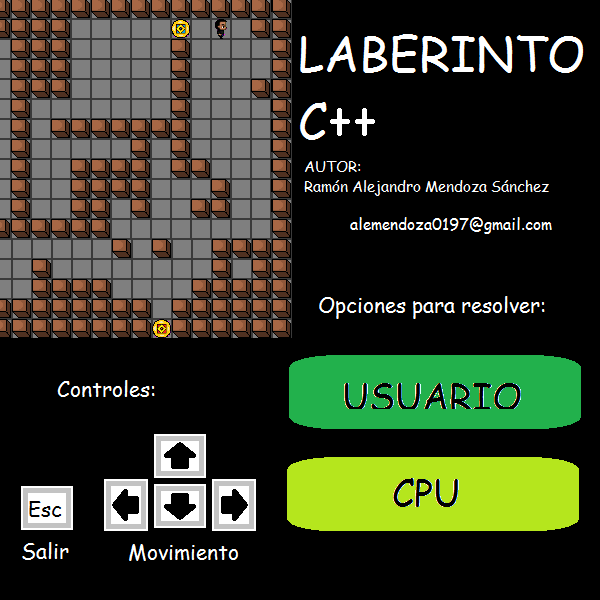 LABERINTO
C++
AUTOR:
Ramón Alejandro Mendoza Sánchez
alemendoza0197@gmail.com
Opciones para resolver:
USUARIO
CPU
Controles:
Esc
Salir
Movimiento